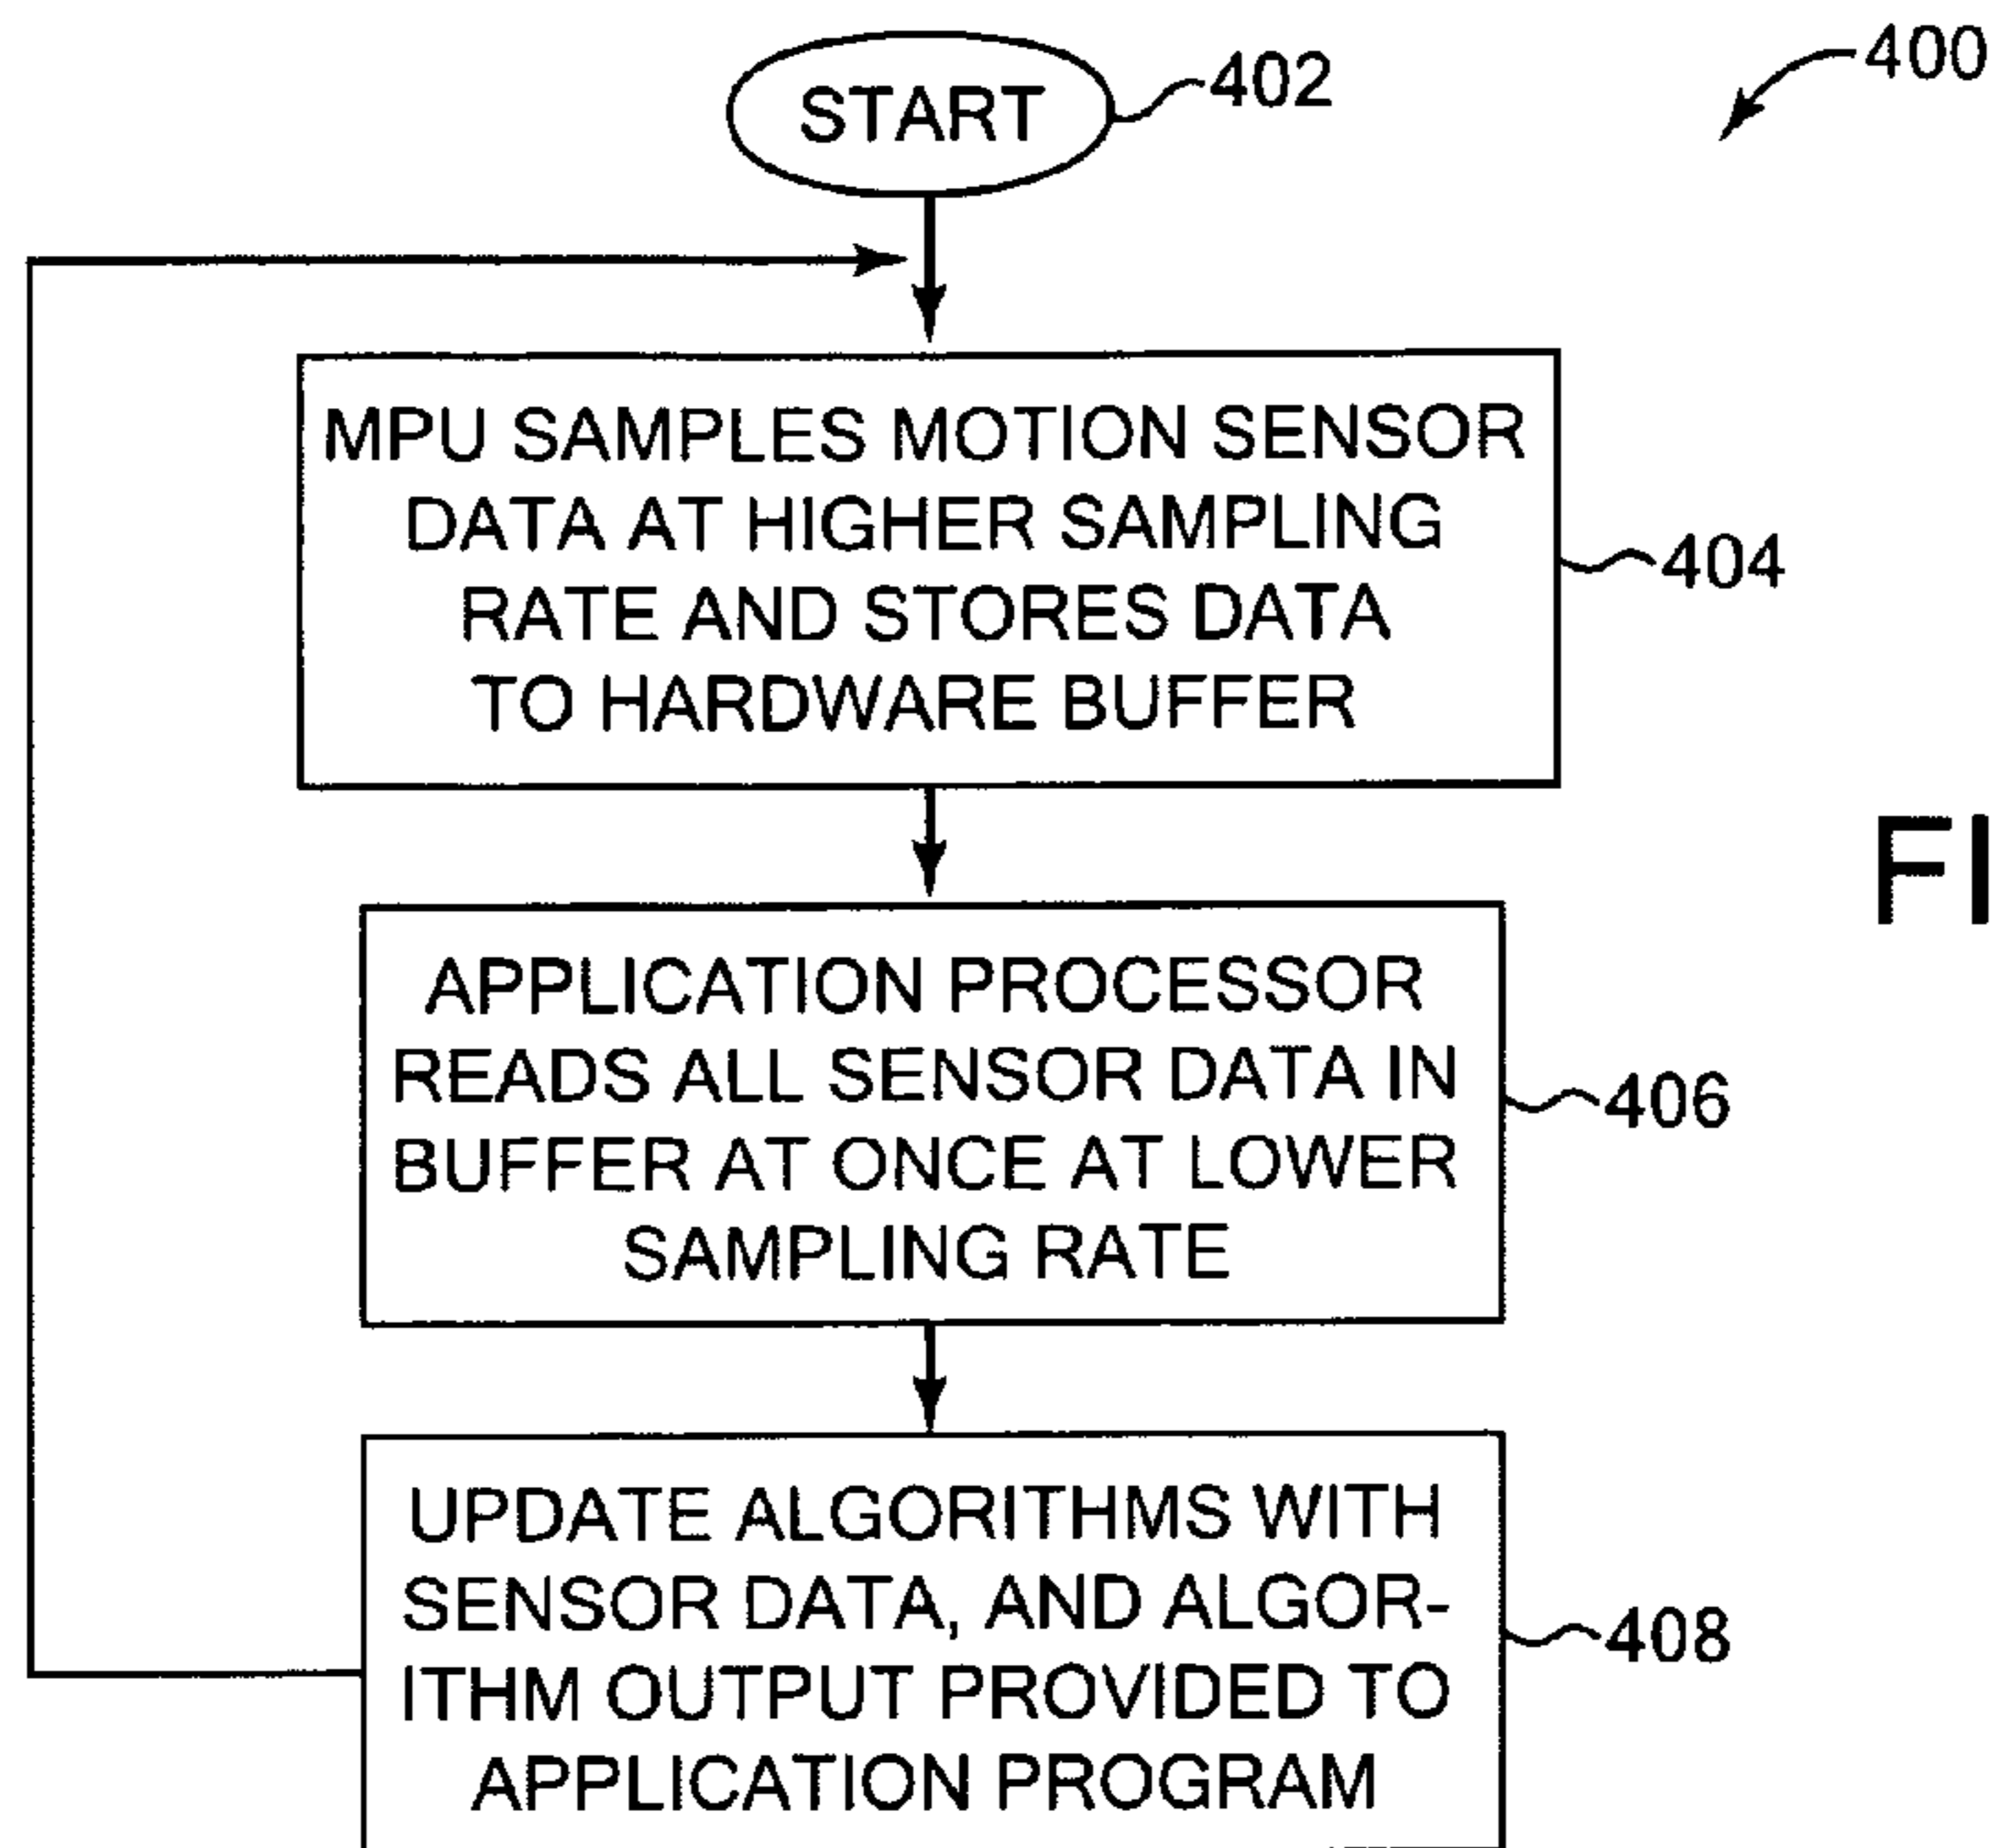 400
START
402
MPU SAMPLES MOTION SENSOR
DATA AT HIGHER SAMPLING
RATE AND STORES DATA
TO HARDWARE BUFFER
404
FI
APPLICATION PROCESSOR
READS ALL SENSOR DATA IN
BUFFER AT ONCE AT LOWER
SAMPLING RATE
406
UPDATE ALGORITHMS WITH
SENSOR DATA, AND ALGOR-
ITHM OUTPUT PROVIDED TO
APPLICATION PROGRAM
408